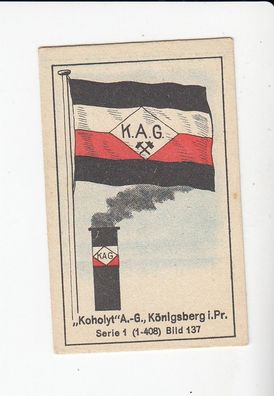 K.A.G.
KAG
„Koholyt“ A.-G., Königsberg i.Pr.
Serie 1 (1-408) Bild 137